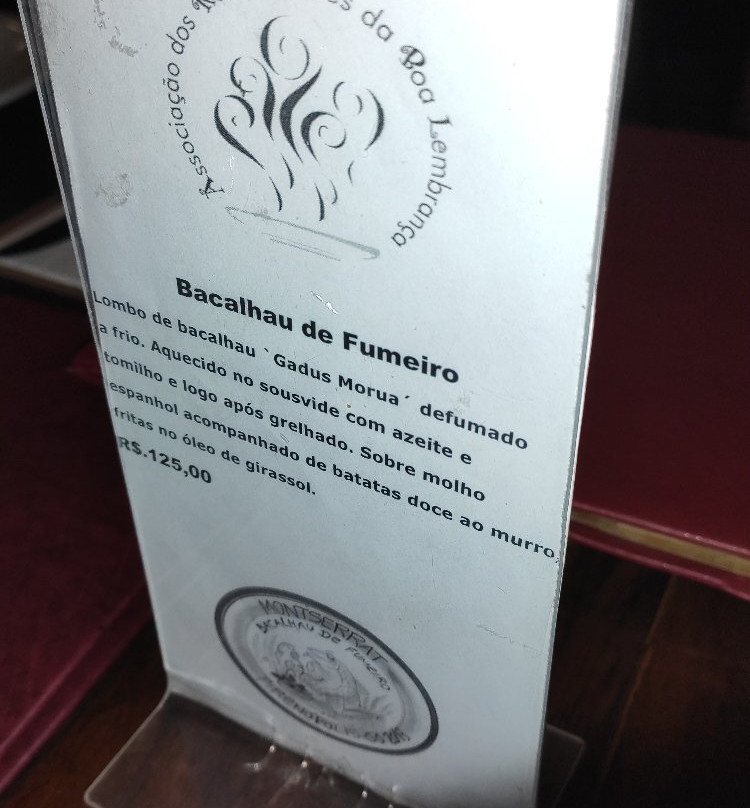 Associação dos da Boa Lembrança
Bacalhau de Fumeiro
Lombo de bacalhau `Gadus Morua´ defumado
a frio. Aquecido no sousvide com azeite e
tomilho e logo após grelhado. Sobre molho
espanhol acompanhado de batatas doce ao murro
fritas no óleo de girassol.
R$.125,00
MONTSERRAT
BACALHAU DE FUMEIRO